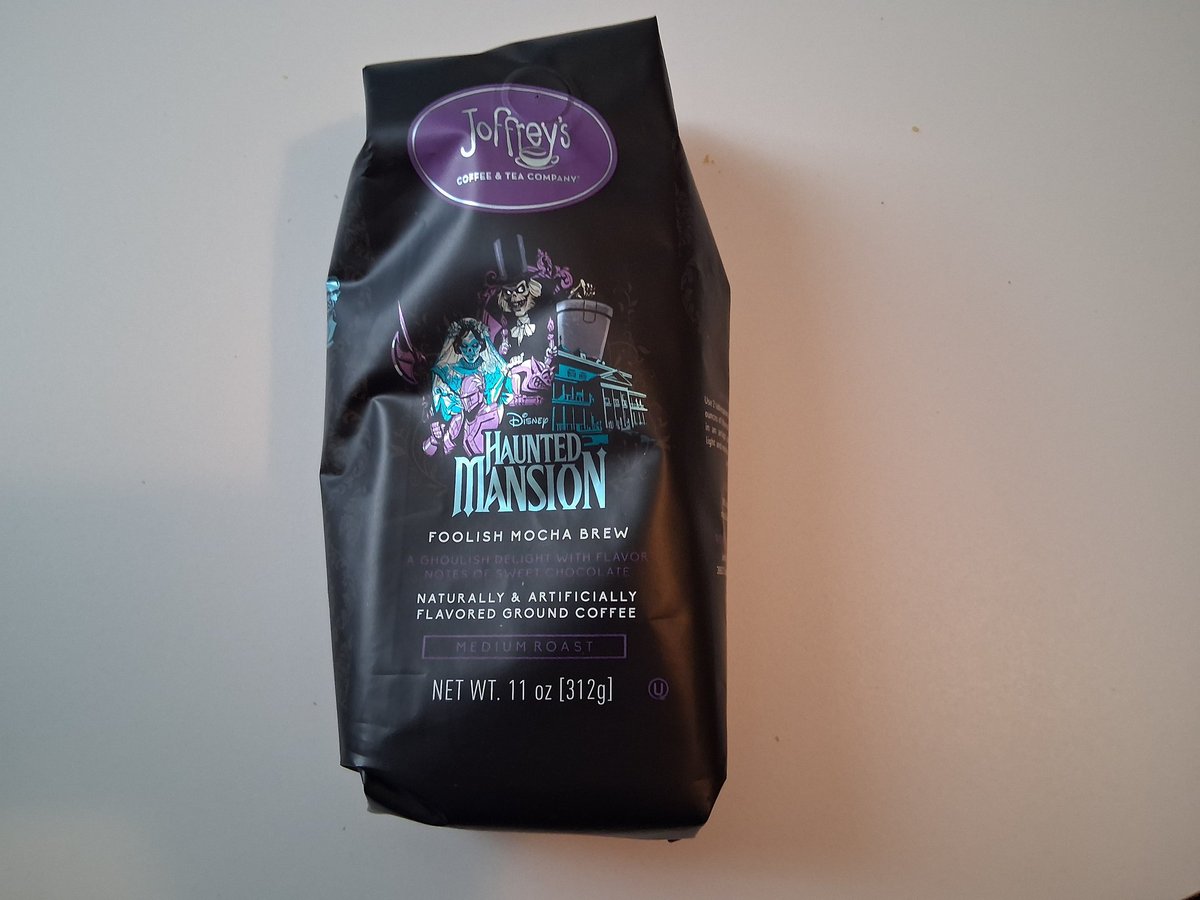 Joffrey's
COFFEE & TEA COMPANY®
Disney
HAUNTED
MANSION
FOOLISH MOCHA BREW
A GHOULISH DELIGHT WITH FLAVOR
NOTES OF SWEET CHOCOLATE
NATURALLY & ARTIFICIALLY
FLAVORED GROUND COFFEE
MEDIUM ROAST
NET WT. 11 oz [312g]
U